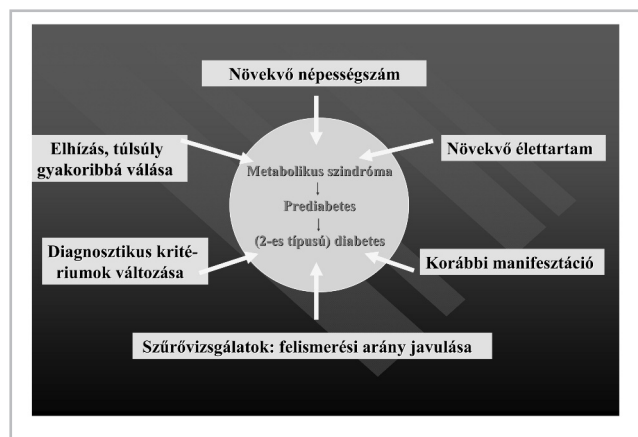 Növekvő népességszám
Elhízás, túlsúly
gyakoribbá válása
Növekvő élettartam
Metabolikus szindróma
Prediabetes
(2-es típusú) diabetes
Diagnosztikus krité-
riumok változása
Korábbi manifesztáció
Szűrővizsgálatok: felismerési arány javulása